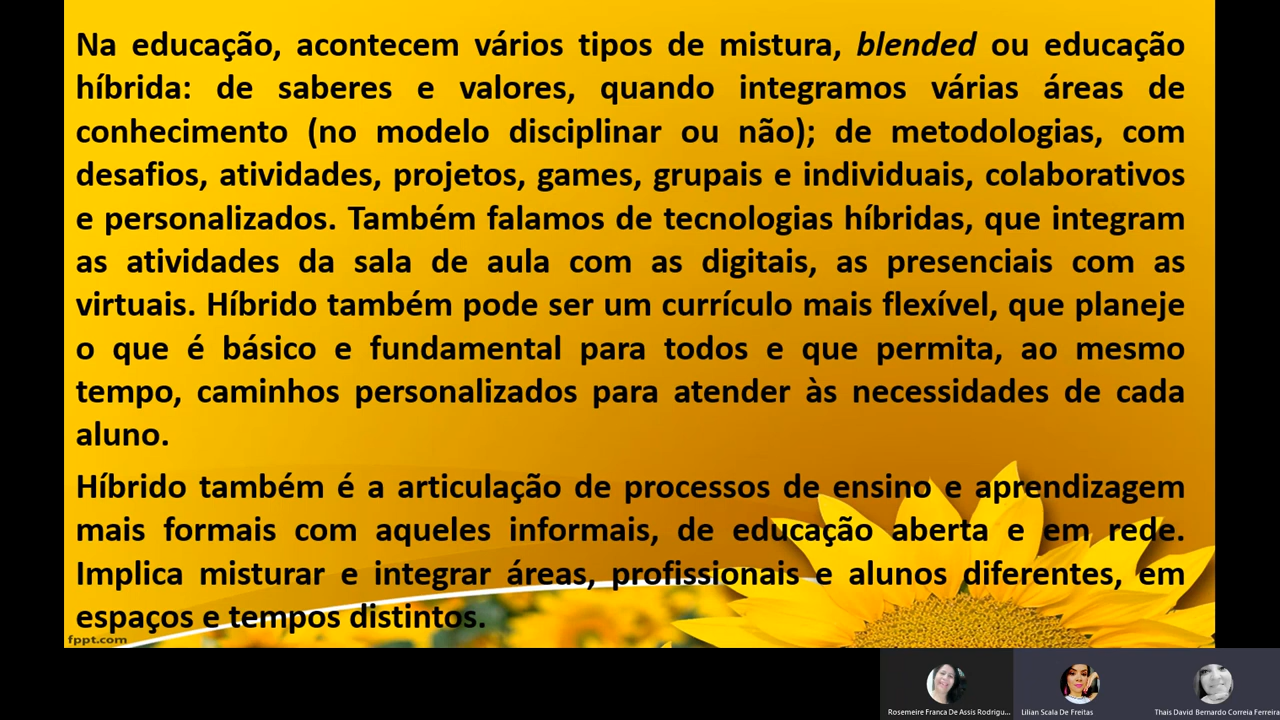 Na educação, acontecem vários tipos de mistura, blended ou educação
híbrida: de saberes e valores, quando integramos várias áreas de
conhecimento (no modelo disciplinar ou não); de metodologias, com
desafios, atividades, projetos, games, grupais e individuais, colaborativos
e personalizados. Também falamos de tecnologias híbridas, que integram
as atividades da sala de aula com as digitais, as presenciais com as
virtuais. Híbrido também pode ser um currículo mais flexível, que planeje
o que é básico e fundamental para todos e que permita, ao mesmo
tempo, caminhos personalizados para atender às necessidades de cada
aluno.
Híbrido também é a articulação de processos de ensino e aprendizagem
mais formais com aqueles informais, de educação aberta e em rede.
Implica misturar e integrar áreas, profissionais e alunos diferentes, em
espaços e tempos distintos.
fppt.com
Rosemeire Franca De Assis Rodrigu...
Lilian Scala De Freitas
Thais David Bernardo Correia Ferreira